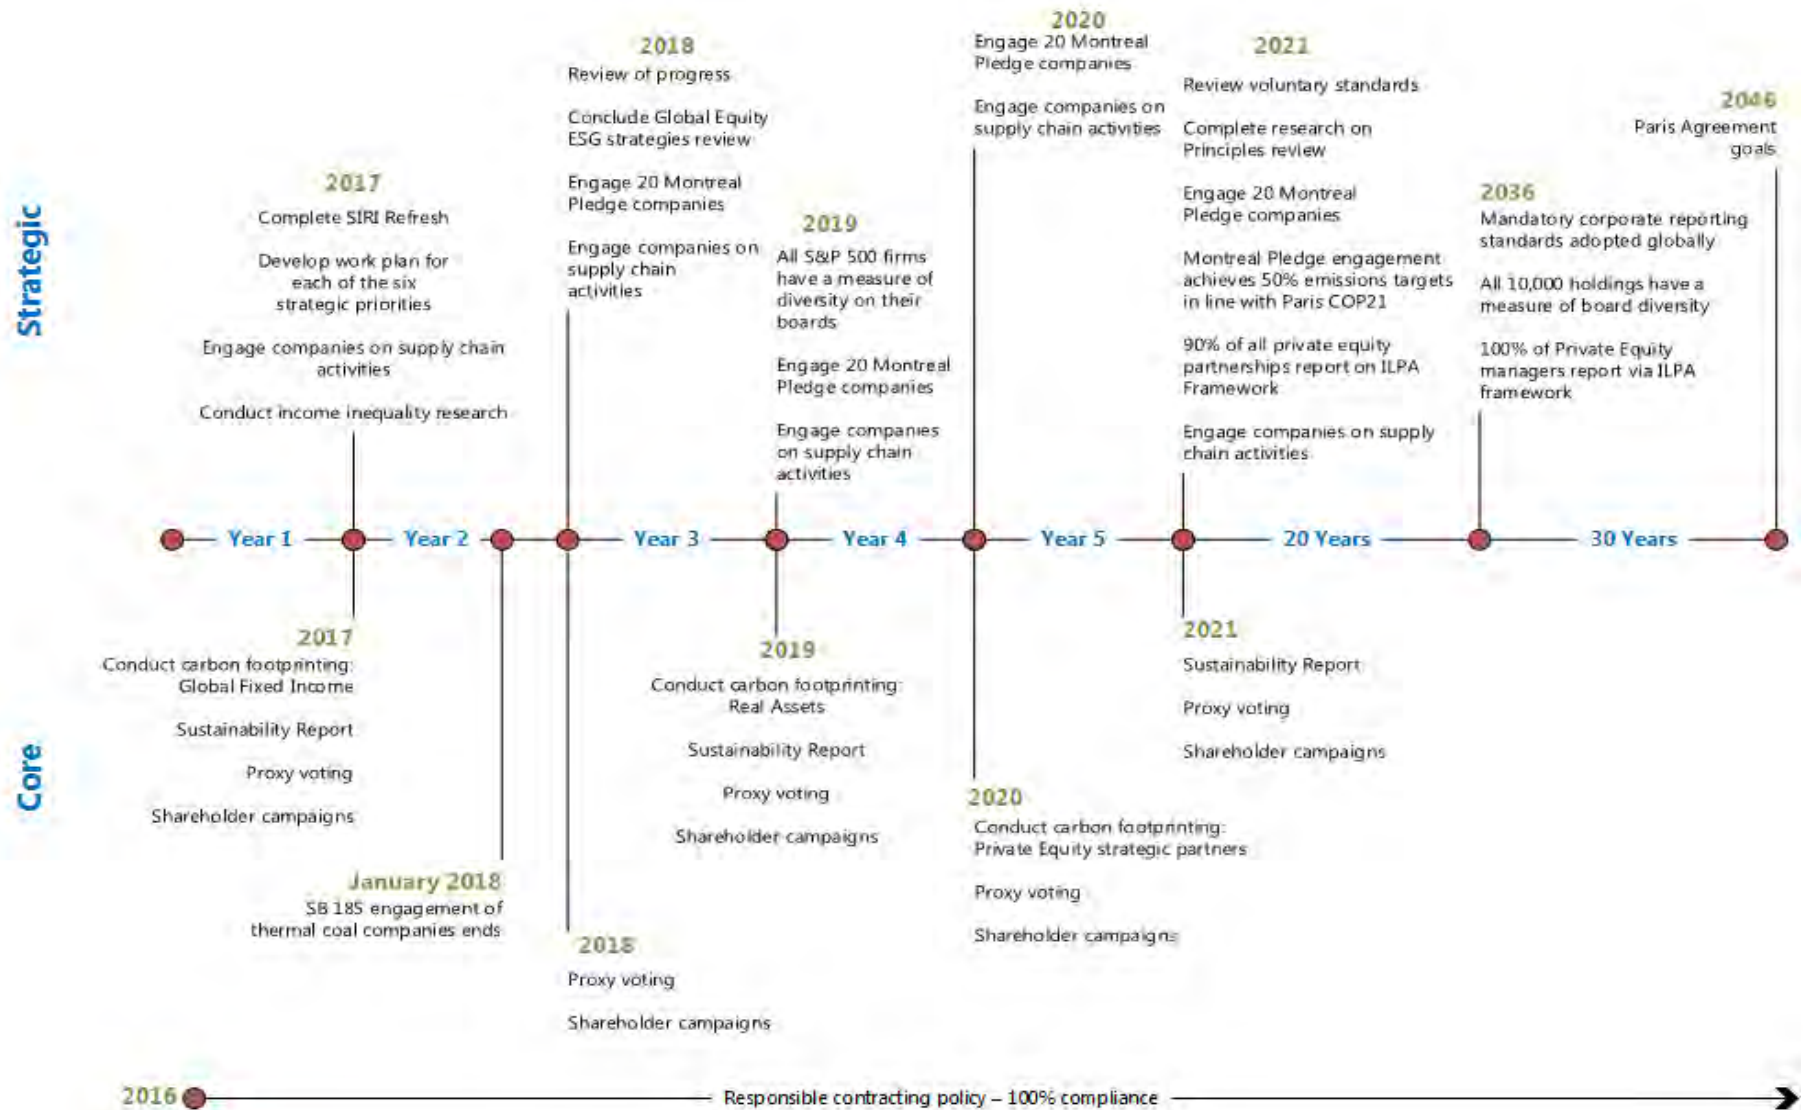 Strategic
2017
Complete SIRI Refresh
Develop work plan for
each of the six
strategic priorities
Engage companies on supply chain
activities
Conduct income inequality research
2018
Review of progress
Conclude Global Equity
ESG strategies review
Engage 20 Montreal
Pledge companies
Engage companies on
supply chain
activities
2019
All S&P 500 firms
have a measure of
diversity on their
boards
Engage 20 Montreal
Pledge companies
Engage companies
on supply chain
activities
2020
Engage 20 Montreal
Pledge companies
Engage companies on
supply chain activities
2021
Review voluntary standards
Complete research on
Principles review
Engage 20 Montreal
Pledge companies
Montreal Pledge engagement
achieves 50% emissions targets
in line with Paris COP21
90% of all private equity
partnerships report on ILPA
Framework
Engage companies on supply
chain activities
2036
Mandatory corporate reporting
standards adopted globally
All 10,000 holdings have a
measure of board diversity
100% of Private Equity
managers report via ILPA
framework
2046
Paris Agreement
goals
Year 1
Year 2
Year 3
Year 4
Year 5
20 Years
30 Years
Core
2017
Conduct carbon footprinting:
Global Fixed Income
Sustainability Report
Proxy voting
Shareholder campaigns
January 2018
SB 185 engagement of
thermal coal companies ends
2018
Proxy voting
Shareholder campaigns
2019
Conduct carbon footprinting:
Real Assets
Sustainability Report
Proxy voting
Shareholder campaigns
2020
Conduct carbon footprinting:
Private Equity strategic partners
Proxy voting
Shareholder campaigns
2021
Sustainability Report
Proxy voting
Shareholder campaigns
2016
Responsible contracting policy – 100% compliance